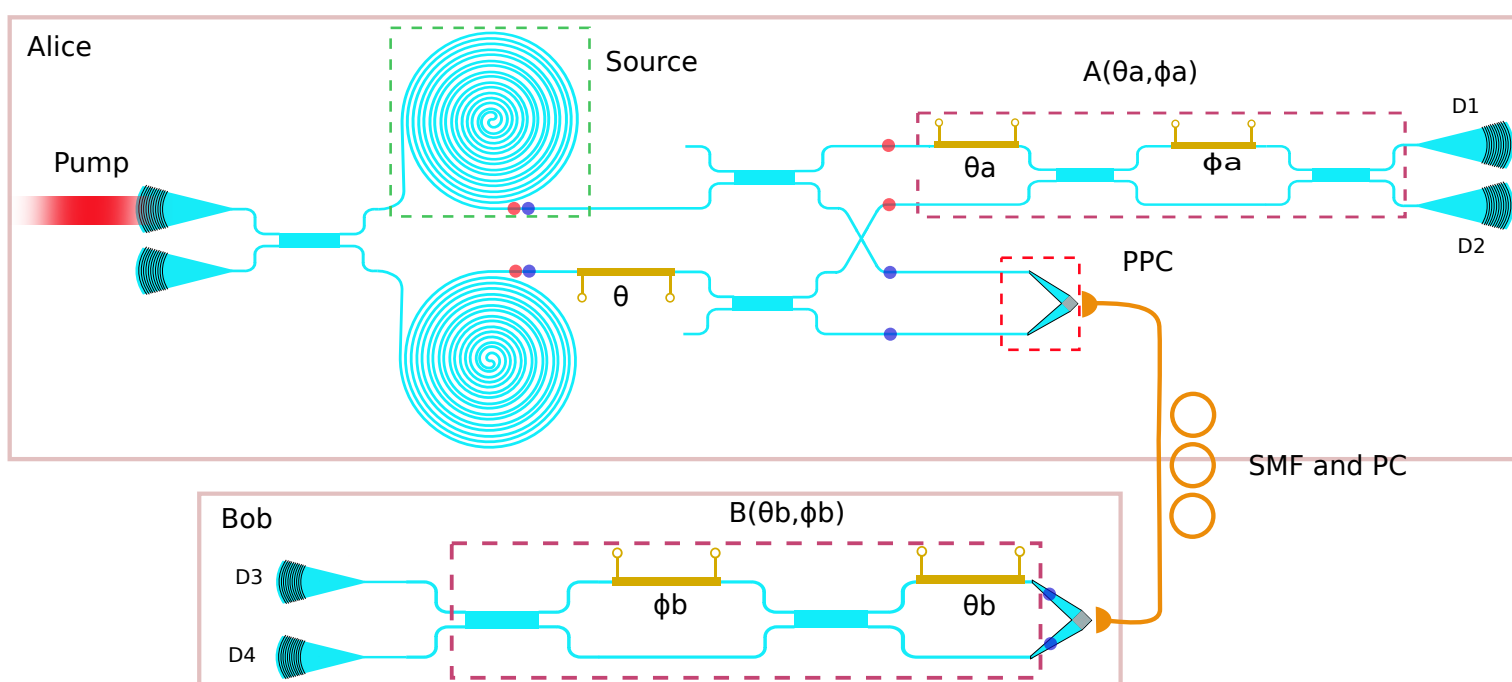 Alice
Source
Pump
A(θa,ϕa)
D1
θa
ϕa
D2
PPC
θ
SMF and PC
Bob
B(θb,ϕb)
D3
ϕb
θb
D4